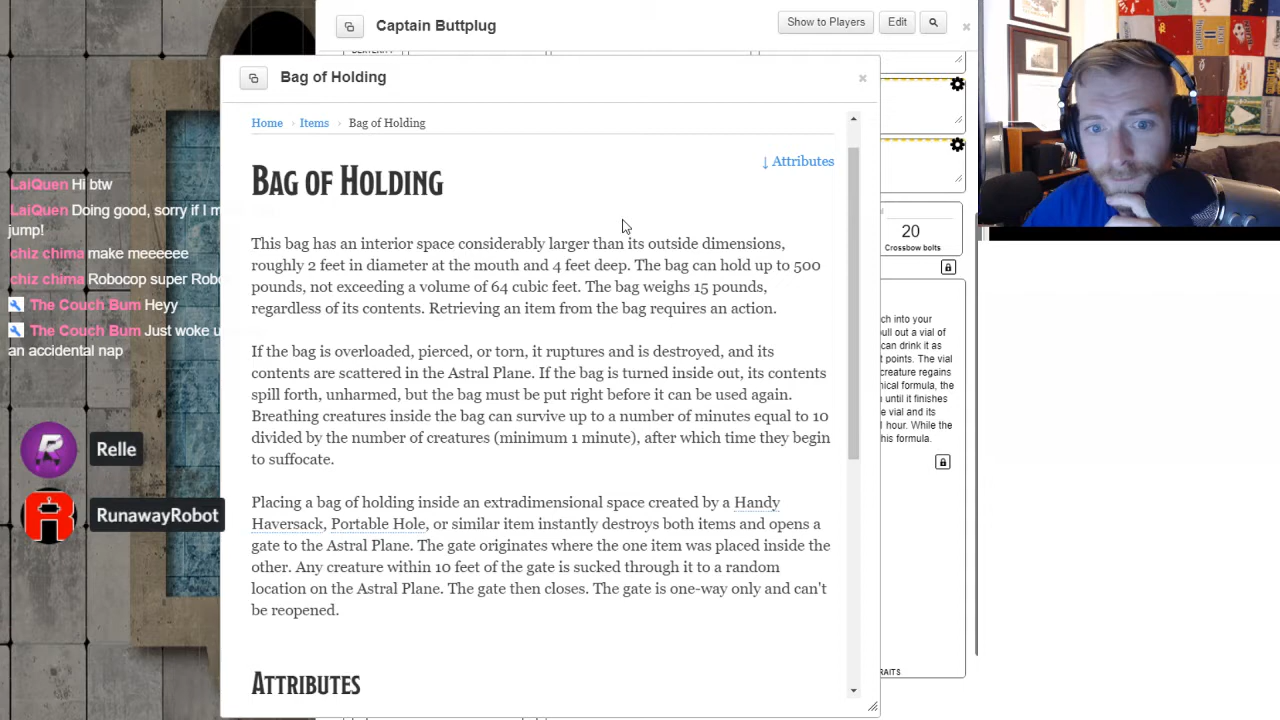 Captain Buttplug
Show to Players
Edit
Bag of Holding
Home › Items › Bag of Holding
↓ Attributes
Bag of Holding
This bag has an interior space considerably larger than its outside dimensions,
roughly 2 feet in diameter at the mouth and 4 feet deep. The bag can hold up to 500
pounds, not exceeding a volume of 64 cubic feet. The bag weighs 15 pounds,
regardless of its contents. Retrieving an item from the bag requires an action.
If the bag is overloaded, pierced, or torn, it ruptures and is destroyed, and its
contents are scattered in the Astral Plane. If the bag is turned inside out, its contents
spill forth, unharmed, but the bag must be put right before it can be used again.
Breathing creatures inside the bag can survive up to a number of minutes equal to 10
divided by the number of creatures (minimum 1 minute), after which time they begin
to suffocate.
Placing a bag of holding inside an extradimensional space created by a Handy
Haversack, Portable Hole, or similar item instantly destroys both items and opens a
gate to the Astral Plane. The gate originates where the one item was placed inside the
other. Any creature within 10 feet of the gate is sucked through it to a random
location on the Astral Plane. The gate then closes. The gate is one-way only and can't
be reopened.
Attributes
LaiQuen Hi btw
LaiQuen Doing good, sorry if I
jump!
chiz chima make meeeeee
chiz chima Robocop super
The Couch Bum Heyy
The Couch Bum Just woke
an accidental nap
Relle
RunawayRobot
20
Crossbow bolts
ch into your
ull out a vial of
can drink it as
t points. The vial
creature regains
ical formula, the
until it finishes
e vial and its
hour. While the
his formula.